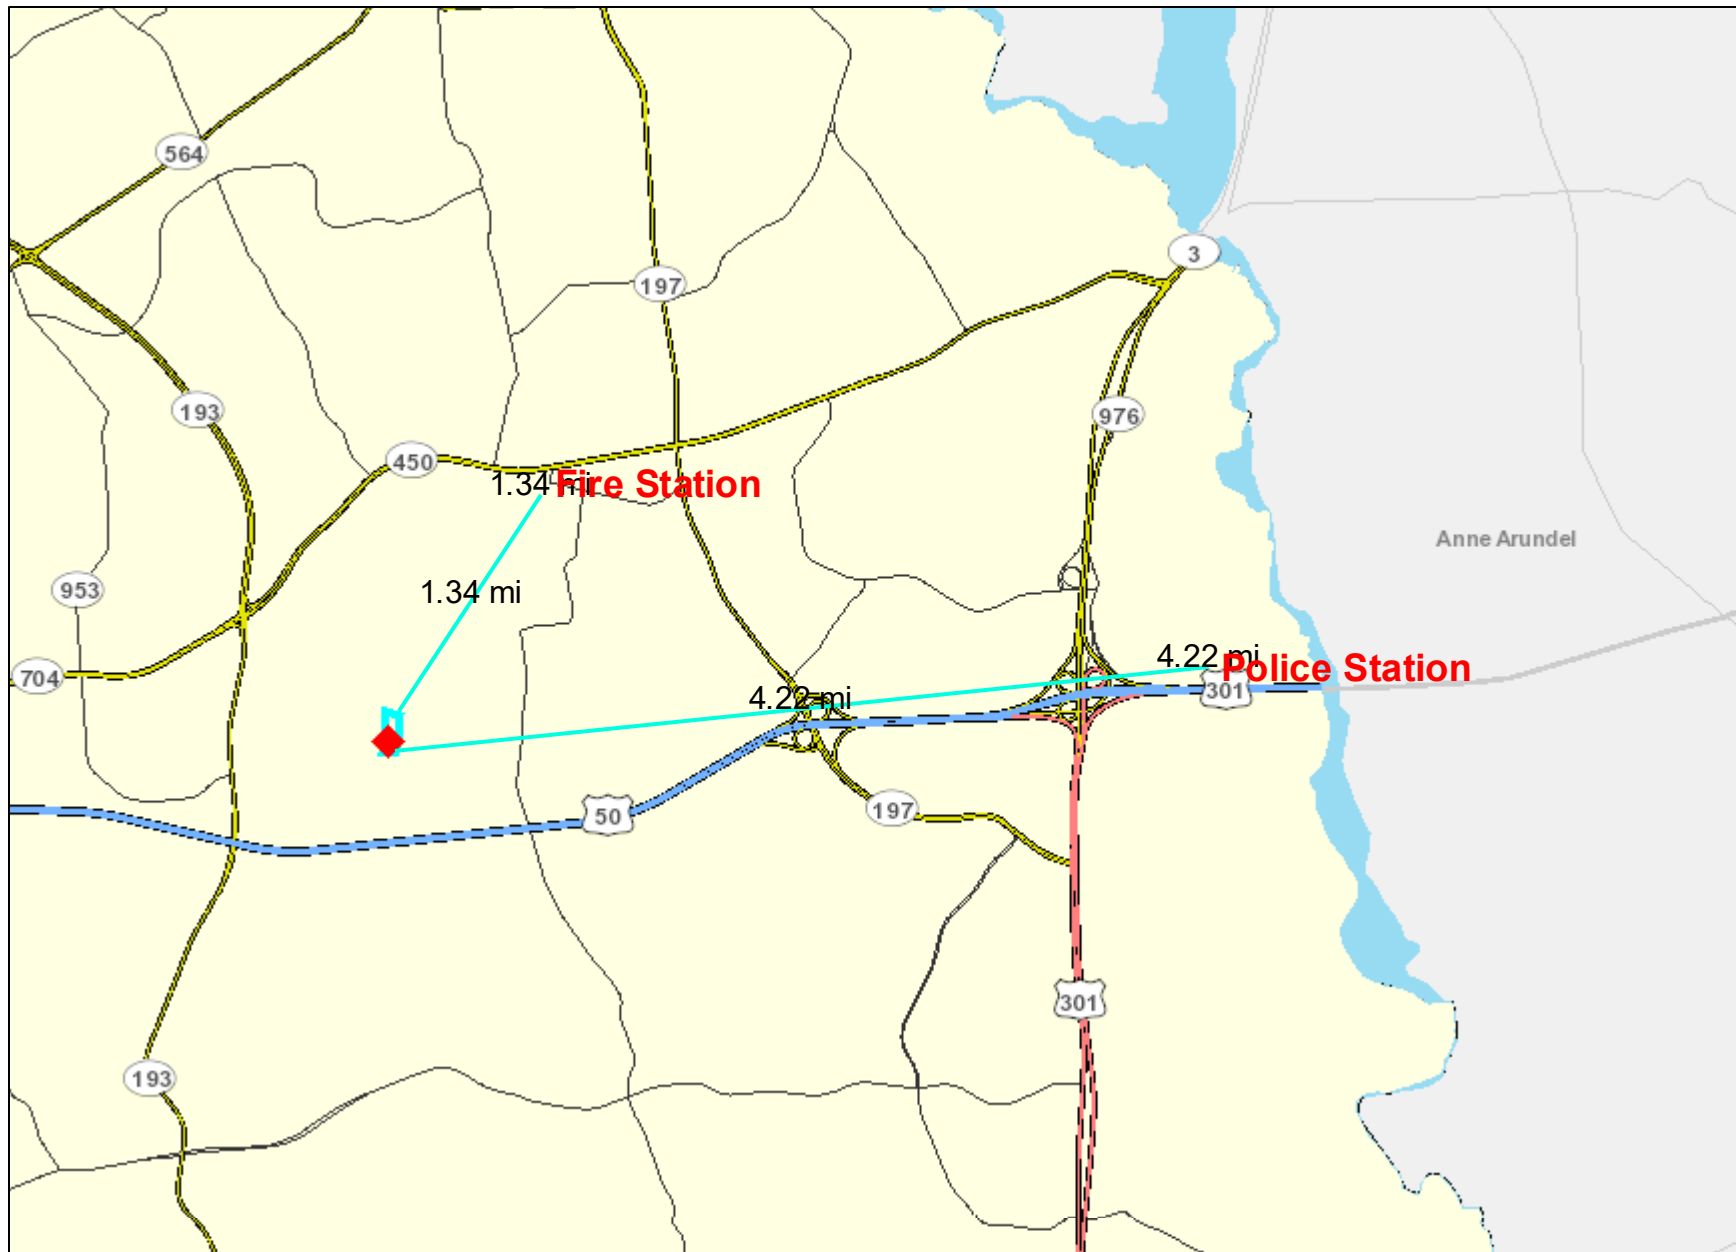 564
3
197
193
976
450
1.34 mi
Fire Station
Anne Arundel
953
1.34 mi
4.22 mi
Police Station
704
301
4.22 mi
50
197
301
193